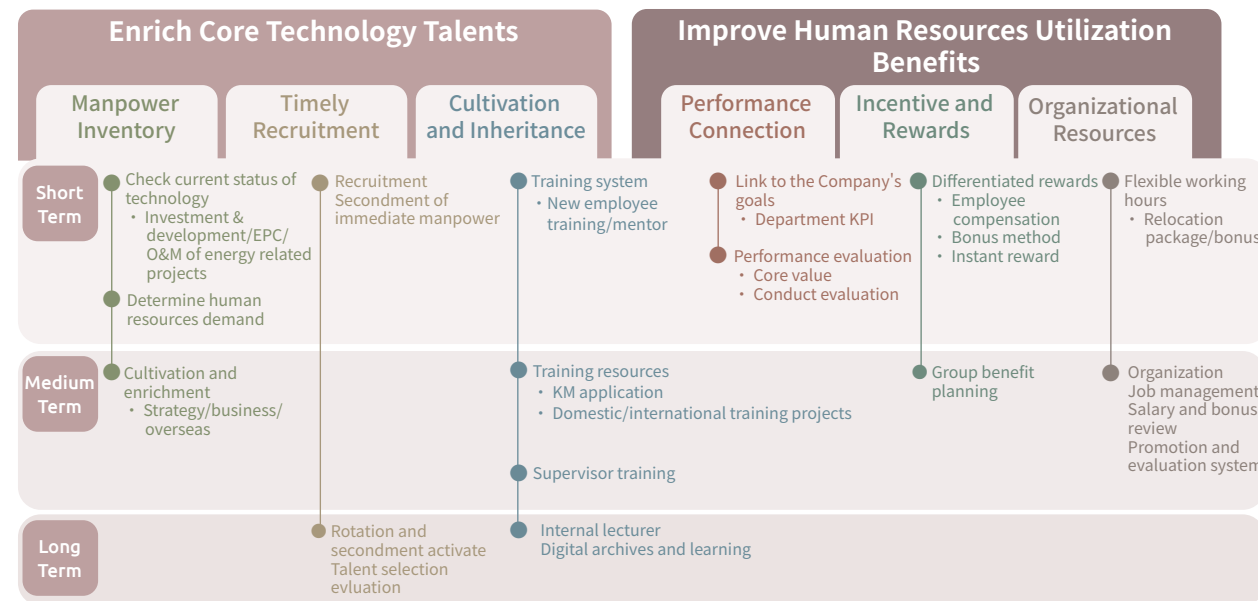 Enrich Core Technology Talents
Improve Human Resources Utilization
Benefits
Manpower
Inventory
Timely
Recruitment
Cultivation
and Inheritance
Performance
Connection
Incentive and
Rewards
Organizational
Resources
Short
Term
Check current status of
technology
・ Investment &
development/EPC/
O&M of energy related
projects
Determine human
resources demand
Recruitment
Secondment of
immediate manpower
Training system
・New employee
training/mentor
Link to the Company's
goals
・ Department KPI
Performance evaluation
・ Core value
・ Conduct evaluation
Differentiated rewards
・ Employee
compensation
・ Bonus method
・ Instant reward
Flexible working
hours
・ Relocation
package/bonus
Medium
Term
Cultivation and
enrichment
・ Strategy/business/
overseas
Training resources
・ KM application
・ Domestic/international training projects
Supervisor training
Group benefit
planning
Organization
Job management
Salary and bonus
review
Promotion and
evaluation system
Long
Term
Rotation and
secondment activate
Talent selection
evluation
Internal lecturer
Digital archives and learning